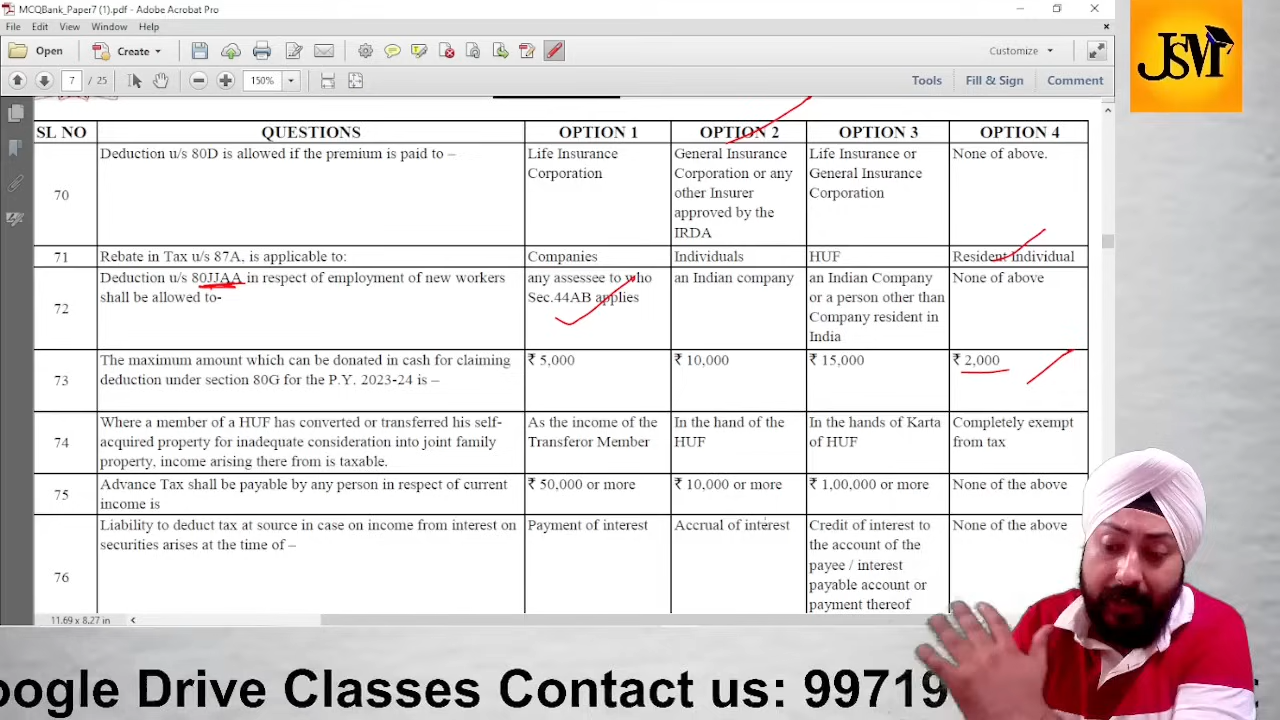 MCQBank_Paper7 (1).pdf - Adobe Acrobat Pro
File Edit View Window Help
Open Create Customize
7 / 25 150% Tools Fill & Sign Comment
JSM
SL NO QUESTIONS OPTION 1 OPTION 2 OPTION 3 OPTION 4
70
Deduction u/s 80D is allowed if the premium is paid to –
Life Insurance
Corporation
General Insurance
Corporation or any
other Insurer
approved by the
IRDA
Life Insurance or
General Insurance
Corporation
None of above.
71
Rebate in Tax u/s 87A, is applicable to:
Companies
Individuals
HUF
Resident Individual
72
Deduction u/s 80JJAA in respect of employment of new workers
shall be allowed to-
any assessee to who
Sec.44AB applies
an Indian company
an Indian Company
or a person other than
Company resident in
India
None of above
73
The maximum amount which can be donated in cash for claiming
deduction under section 80G for the P.Y. 2023-24 is –
₹ 5,000
₹ 10,000
₹ 15,000
₹ 2,000
74
Where a member of a HUF has converted or transferred his self-
acquired property for inadequate consideration into joint family
property, income arising there from is taxable.
As the income of the
Transferor Member
In the hand of the
HUF
In the hands of Karta
of HUF
Completely exempt
from tax
75
Advance Tax shall be payable by any person in respect of current
income is
₹ 50,000 or more
₹ 10,000 or more
₹ 1,00,000 or more
None of the above
76
Liability to deduct tax at source in case on income from interest on
securities arises at the time of –
Payment of interest
Accrual of interest
Credit of interest to
the account of the
payee / interest
payable account or
payment thereof
None of the above
11.69 x 8.27 in
oogle Drive Classes Contact us: 99719